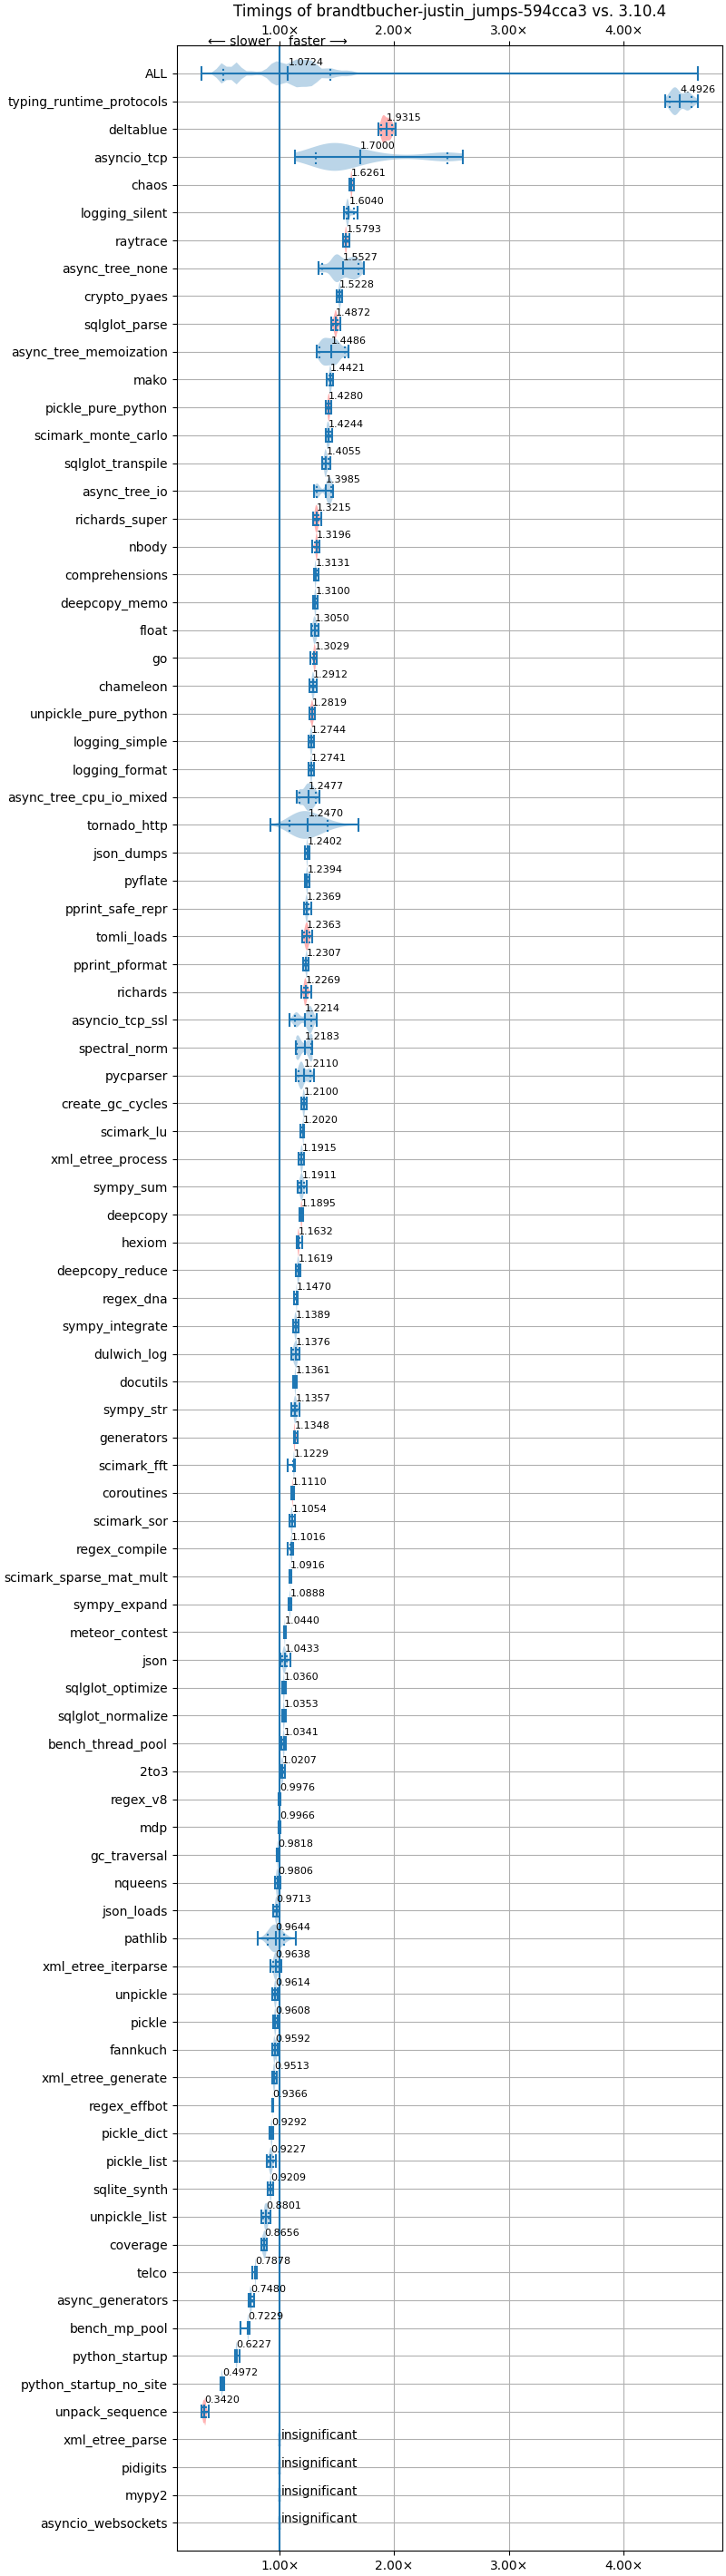 Timings of brandtbucher-justin_jumps-594cca3 vs. 3.10.4
1.00× 2.00× 3.00× 4.00×
⟵ slower faster ⟶
ALL 1.0724
typing_runtime_protocols 4.4926
deltablue 1.9315
asyncio_tcp 1.7000
chaos 1.6261
logging_silent 1.6040
raytrace 1.5793
async_tree_none 1.5527
crypto_pyaes 1.5228
sqlglot_parse 1.4872
async_tree_memoization 1.4486
mako 1.4421
pickle_pure_python 1.4280
scimark_monte_carlo 1.4244
sqlglot_transpile 1.4055
async_tree_io 1.3985
richards_super 1.3215
nbody 1.3196
comprehensions 1.3131
deepcopy_memo 1.3100
float 1.3050
go 1.3029
chameleon 1.2912
unpickle_pure_python 1.2819
logging_simple 1.2744
logging_format 1.2741
async_tree_cpu_io_mixed 1.2477
tornado_http 1.2470
json_dumps 1.2402
pyflate 1.2394
pprint_safe_repr 1.2369
tomli_loads 1.2363
pprint_pformat 1.2307
richards 1.2269
asyncio_tcp_ssl 1.2214
spectral_norm 1.2183
pycparser 1.2110
create_gc_cycles 1.2100
scimark_lu 1.2020
xml_etree_process 1.1915
sympy_sum 1.1911
deepcopy 1.1895
hexiom 1.1632
deepcopy_reduce 1.1619
regex_dna 1.1470
sympy_integrate 1.1389
dulwich_log 1.1376
docutils 1.1361
sympy_str 1.1357
generators 1.1348
scimark_fft 1.1229
coroutines 1.1110
scimark_sor 1.1054
regex_compile 1.1016
scimark_sparse_mat_mult 1.0916
sympy_expand 1.0888
meteor_contest 1.0440
json 1.0433
sqlglot_optimize 1.0360
sqlglot_normalize 1.0353
bench_thread_pool 1.0341
2to3 1.0207
regex_v8 0.9976
mdp 0.9966
gc_traversal 0.9818
nqueens 0.9806
json_loads 0.9713
pathlib 0.9644
xml_etree_iterparse 0.9638
unpickle 0.9614
pickle 0.9608
fannkuch 0.9592
xml_etree_generate 0.9513
regex_effbot 0.9366
pickle_dict 0.9292
pickle_list 0.9227
sqlite_synth 0.9209
unpickle_list 0.8801
coverage 0.8656
telco 0.7878
async_generators 0.7480
bench_mp_pool 0.7229
python_startup 0.6227
python_startup_no_site 0.4972
unpack_sequence 0.3420
xml_etree_parse insignificant
pidigits insignificant
mypy2 insignificant
asyncio_websockets insignificant
1.00× 2.00× 3.00× 4.00×